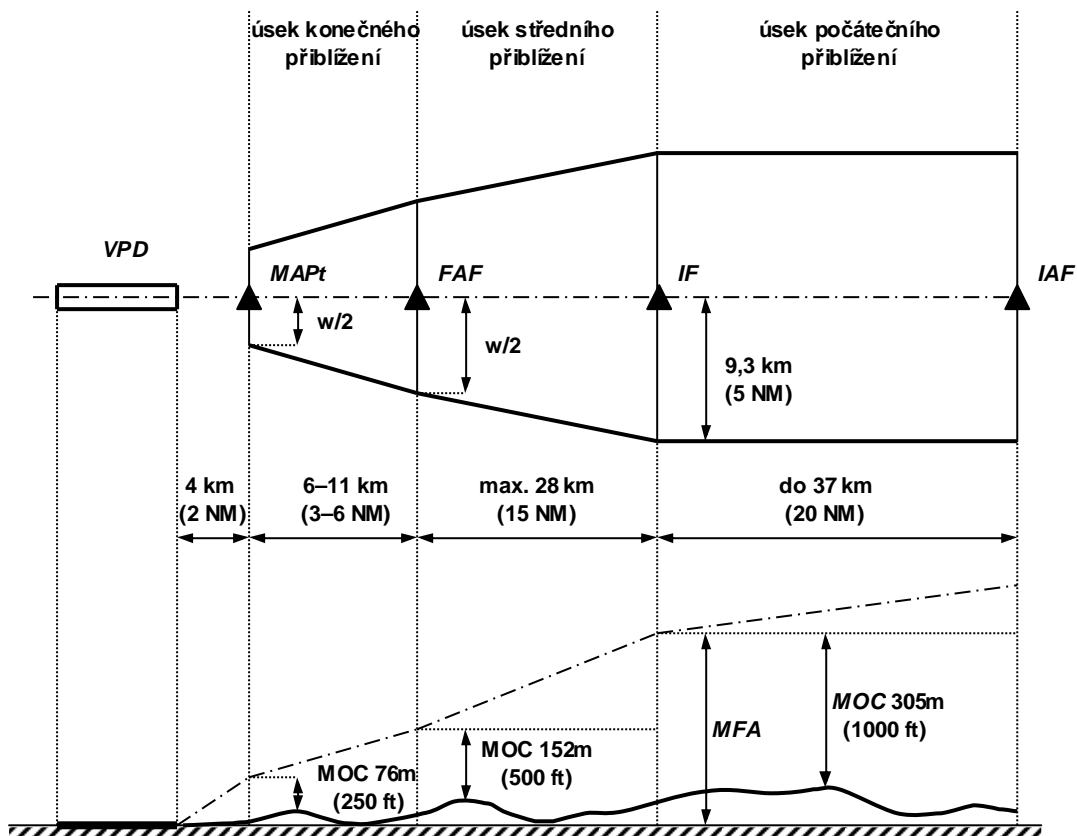 úsek konečného
přiblížení
úsek středního
přiblížení
úsek počátečního
přiblížení
VPD
MAPt
FAF
IF
IAF
w/2
w/2
9,3 km
(5 NM)
4 km
(2 NM)
6–11 km
(3–6 NM)
max. 28 km
(15 NM)
do 37 km
(20 NM)
MFA
MOC 305m
(1000 ft)
MOC 152m
(500 ft)
MOC 76m
(250 ft)